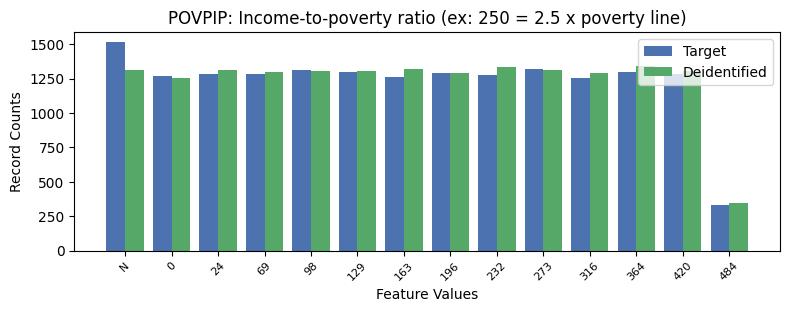 POVPIP: Income-to-poverty ratio (ex: 250 = 2.5 x poverty line)
Target
Deidentified
Record Counts
1500
1250
1000
750
500
250
0
N 0 24 69 98 129 163 196 232 273 316 364 420 484
Feature Values